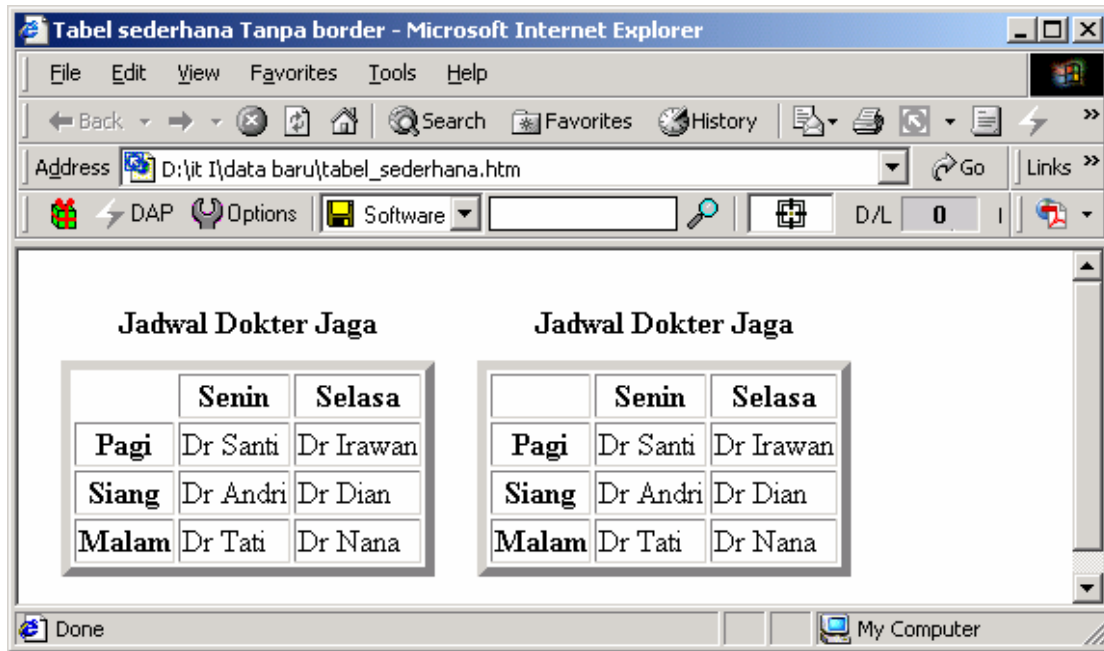 Tabel sederhana Tanpa border - Microsoft Internet Explorer
File Edit View Favorites Tools Help
Back Search Favorites History »
Address D:\it I\data baru\tabel_sederhana.htm Go Links »
DAP Options Software D/L 0
Jadwal Dokter Jaga Jadwal Dokter Jaga
Senin Selasa Senin Selasa
Pagi Dr Santi Dr Irawan Pagi Dr Santi Dr Irawan
Siang Dr Andri Dr Dian Siang Dr Andri Dr Dian
Malam Dr Tati Dr Nana Malam Dr Tati Dr Nana
Done My Computer